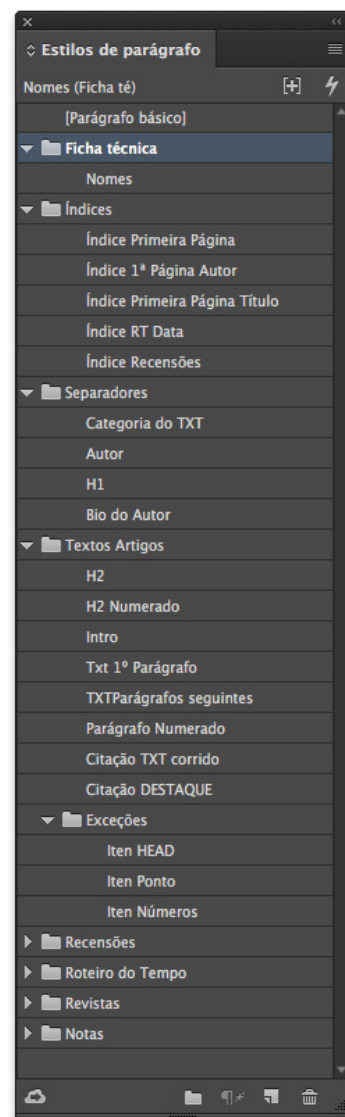 Estilos de parágrafo
Nomes (Ficha té)
[Parágrafo básico]
Ficha técnica
Nomes
Índices
Índice Primeira Página
Índice 1ª Página Autor
Índice Primeira Página Título
Índice RT Data
Índice Recensões
Separadores
Categoria do TXT
Autor
H1
Bio do Autor
Textos Artigos
H2
H2 Numerado
Intro
Txt 1º Parágrafo
TXTParágrafos seguintes
Parágrafo Numerado
Citação TXT corrido
Citação DESTAQUE
Exceções
Iten HEAD
Iten Ponto
Iten Números
Recensões
Roteiro do Tempo
Revistas
Notas